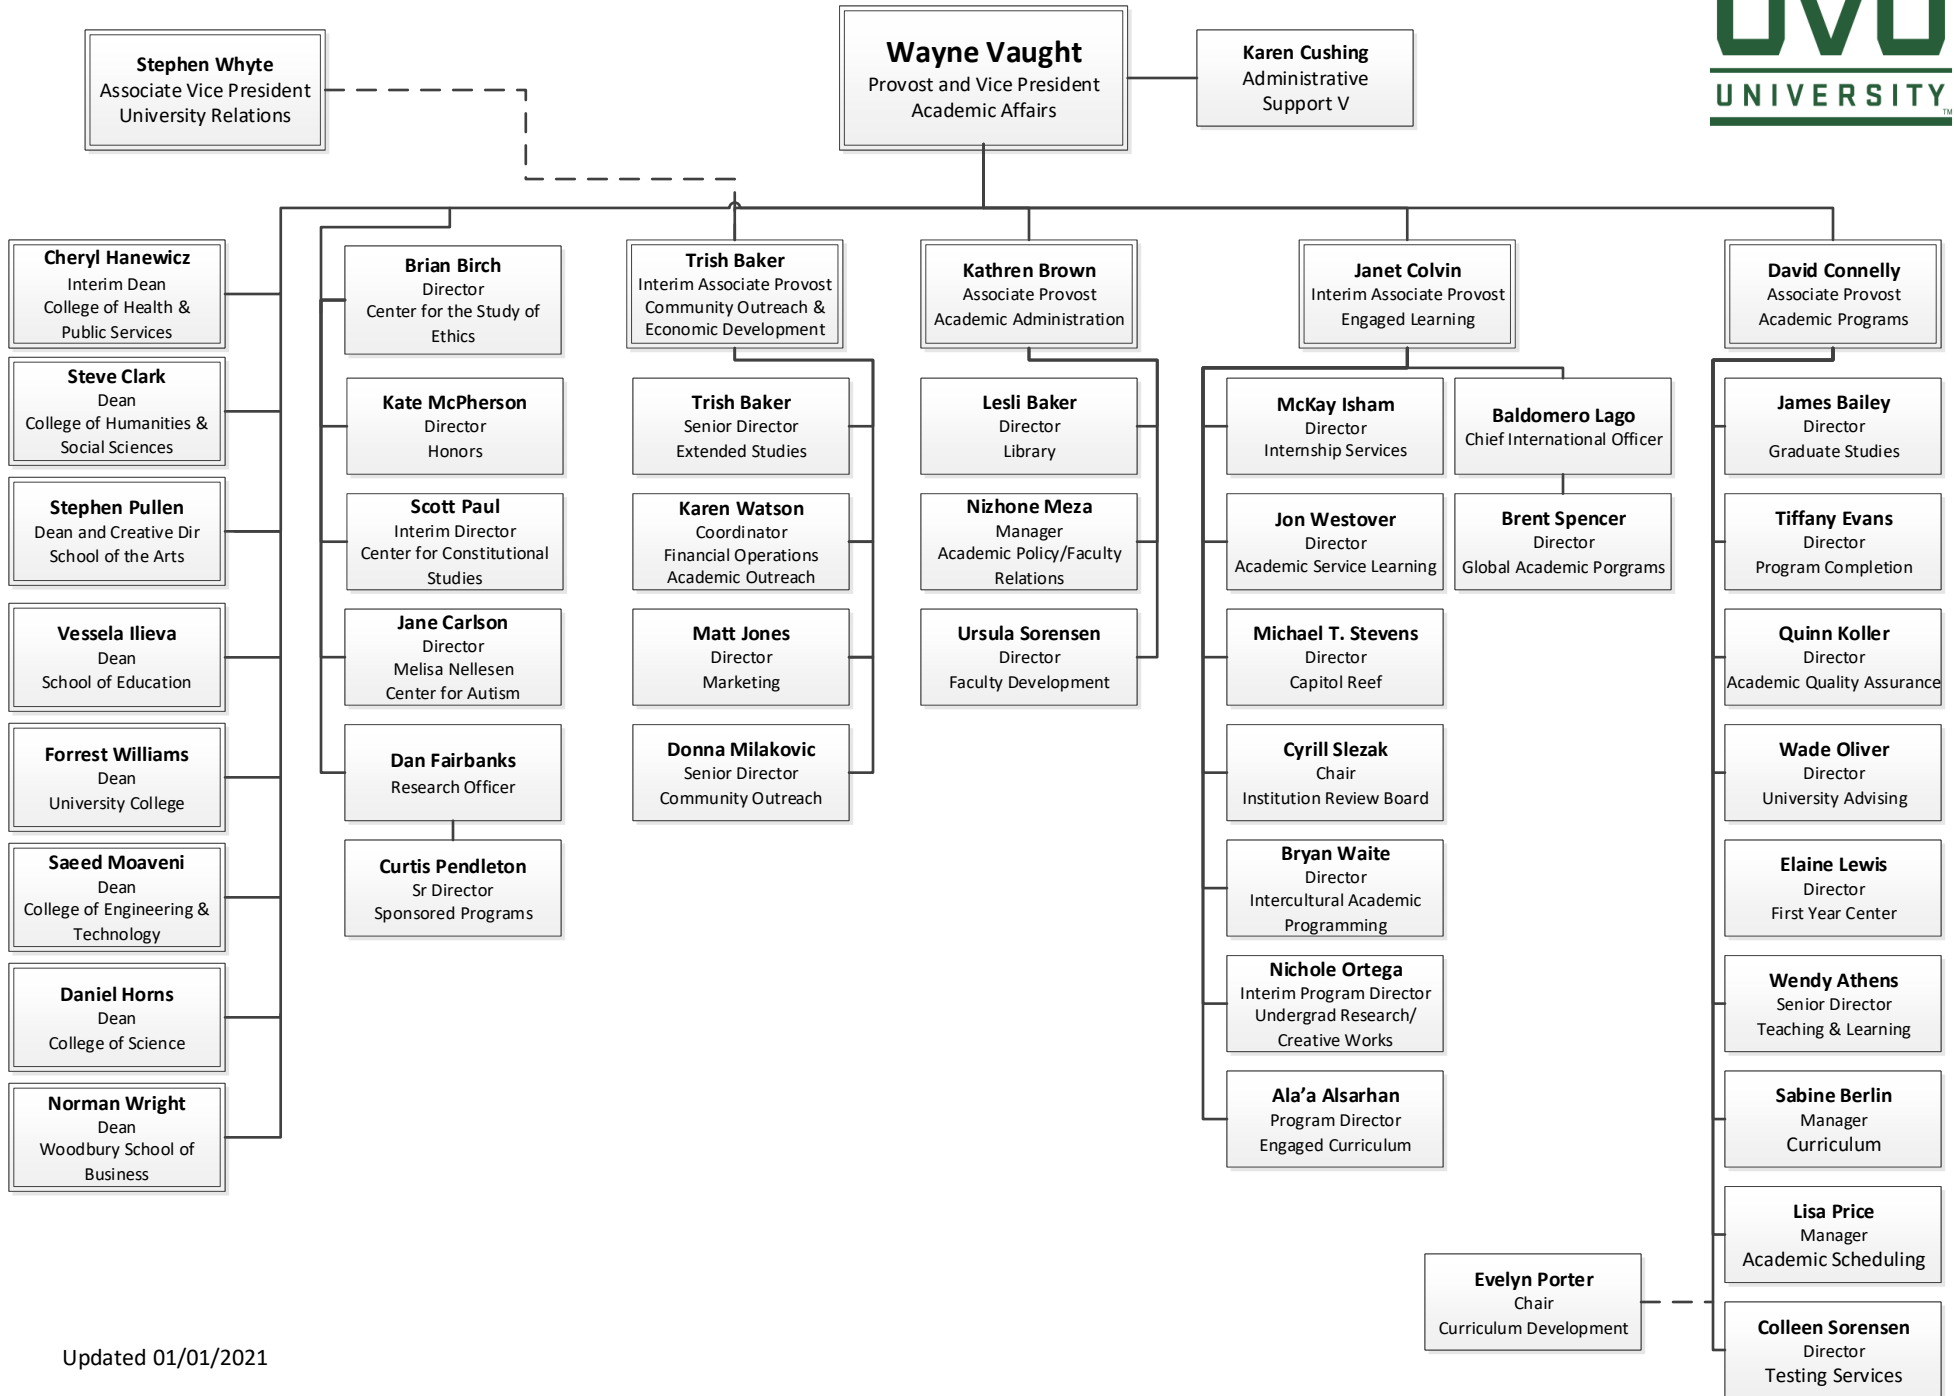 Stephen Whyte
Associate Vice President
University Relations
Wayne Vaught
Provost and Vice President
Academic Affairs
Karen Cushing
Administrative
Support V
UVU
UNIVERSITY
TM
Cheryl Hanewicz
Interim Dean
College of Health &
Public Services
Steve Clark
Dean
College of Humanities &
Social Sciences
Stephen Pullen
Dean and Creative Dir
School of the Arts
Vessela Ilieva
Dean
School of Education
Forrest Williams
Dean
University College
Saeed Moaveni
Dean
College of Engineering &
Technology
Daniel Horns
Dean
College of Science
Norman Wright
Dean
Woodbury School of
Business
Brian Birch
Director
Center for the Study of
Ethics
Kate McPherson
Director
Honors
Scott Paul
Interim Director
Center for Constitutional
Studies
Jane Carlson
Director
Melisa Nellesen
Center for Autism
Dan Fairbanks
Research Officer
Curtis Pendleton
Sr Director
Sponsored Programs
Trish Baker
Interim Associate Provost
Community Outreach &
Economic Development
Trish Baker
Senior Director
Extended Studies
Karen Watson
Coordinator
Financial Operations
Academic Outreach
Matt Jones
Director
Marketing
Donna Milakovic
Senior Director
Community Outreach
Kathren Brown
Associate Provost
Academic Administration
Lesli Baker
Director
Library
Nizhone Meza
Manager
Academic Policy/Faculty
Relations
Ursula Sorensen
Director
Faculty Development
Janet Colvin
Interim Associate Provost
Engaged Learning
McKay Isham
Director
Internship Services
Jon Westover
Director
Academic Service Learning
Michael T. Stevens
Director
Capitol Reef
Cyrill Slezak
Chair
Institution Review Board
Bryan Waite
Director
Intercultural Academic
Programming
Nichole Ortega
Interim Program Director
Undergrad Research/
Creative Works
Ala’a Alsarhan
Program Director
Engaged Curriculum
Baldomero Lago
Chief International Officer
Brent Spencer
Director
Global Academic Porgrams
David Connelly
Associate Provost
Academic Programs
James Bailey
Director
Graduate Studies
Tiffany Evans
Director
Program Completion
Quinn Koller
Director
Academic Quality Assurance
Wade Oliver
Director
University Advising
Elaine Lewis
Director
First Year Center
Wendy Athens
Senior Director
Teaching & Learning
Sabine Berlin
Manager
Curriculum
Lisa Price
Manager
Academic Scheduling
Evelyn Porter
Chair
Curriculum Development
Colleen Sorensen
Director
Testing Services
Updated 01/01/2021